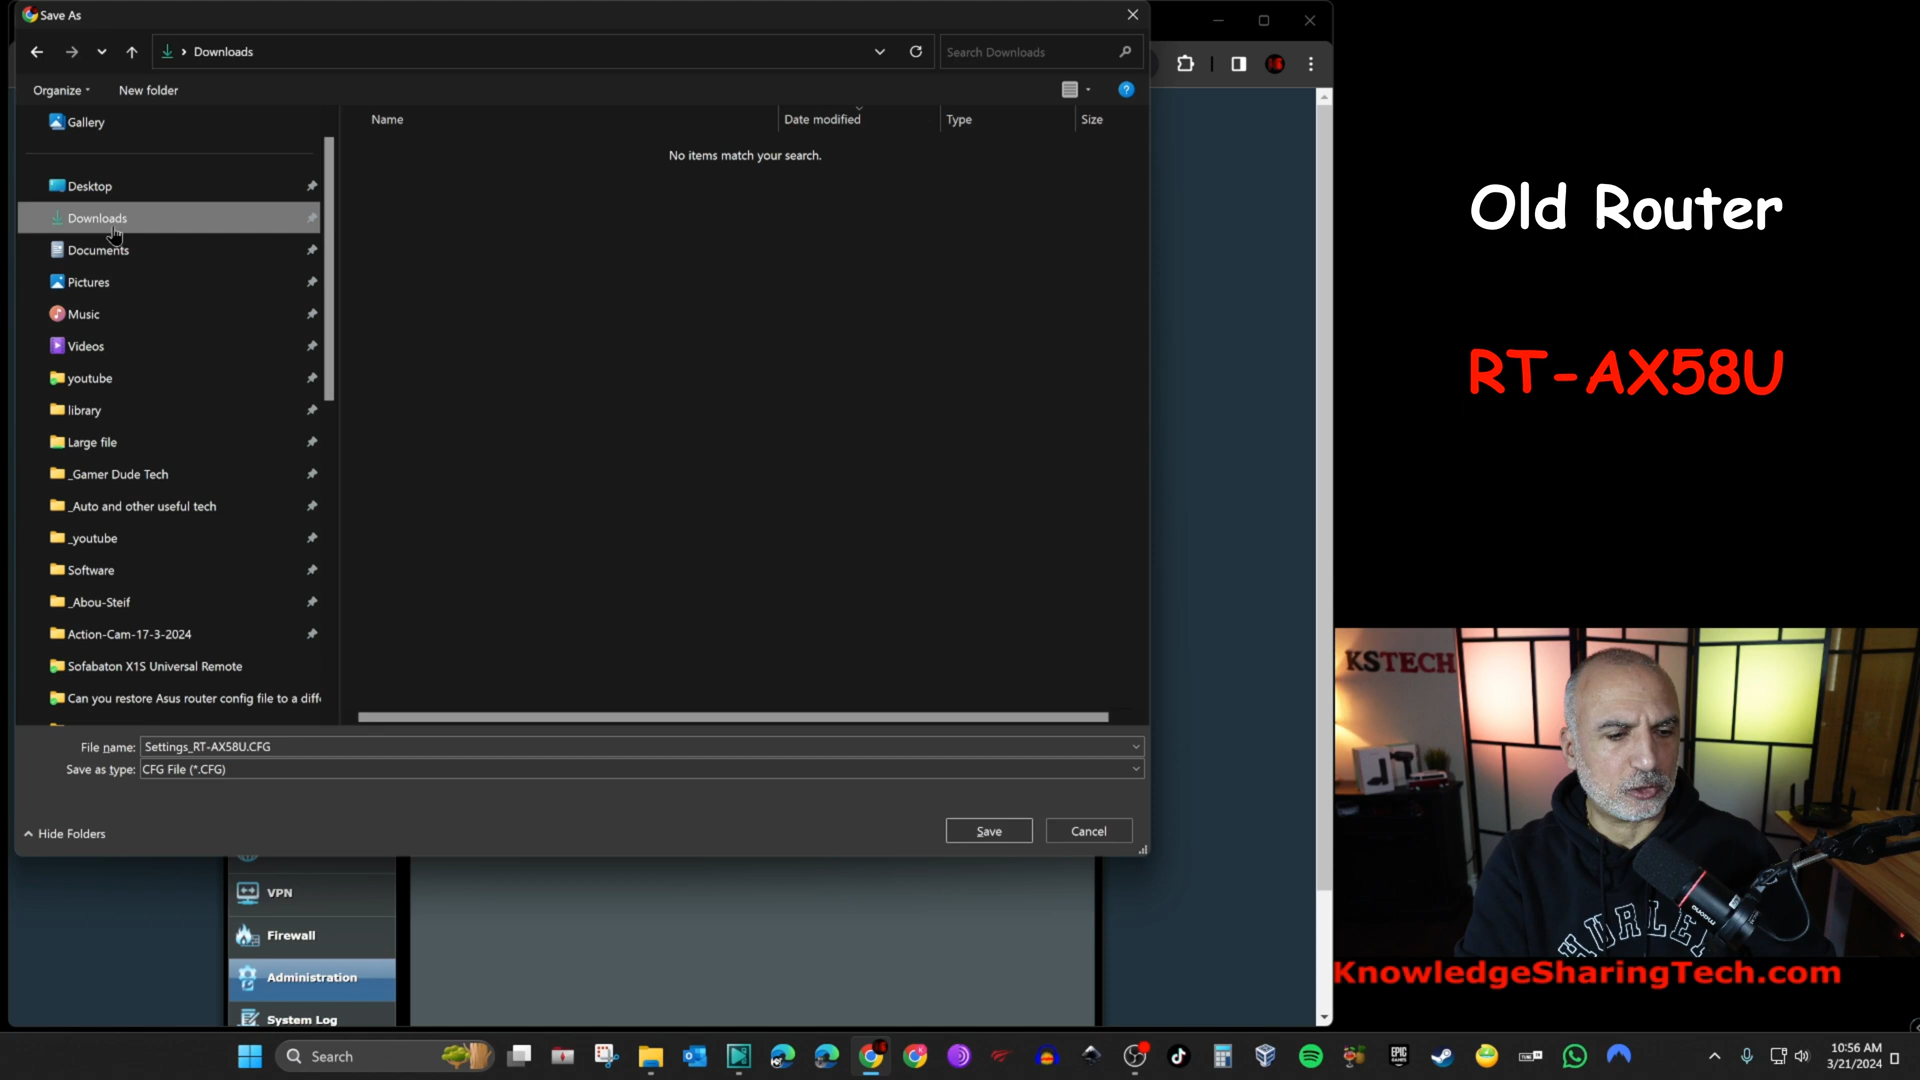 Save As
Downloads
Search Downloads
Organize
New folder
Gallery
Name
Date modified
Type
Size
No items match your search.
Desktop
Downloads
Documents
Pictures
Music
Videos
youtube
library
Large file
_Gamer Dude Tech
_Auto and other useful tech
_youtube
Software
_Abou-Steif
Action-Cam-17-3-2024
Sofabaton X1S Universal Remote
Can you restore Asus router config file to a diff
File name: Settings_RT-AX58U.CFG
Save as type: CFG File (*.CFG)
Hide Folders
Save
Cancel
VPN
Firewall
Administration
System Log
Old Router
RT-AX58U
KSTECH
HURLEY
KnowledgeSharingTech.com
Search
EPIC GAMES
10:56 AM
3/21/2024